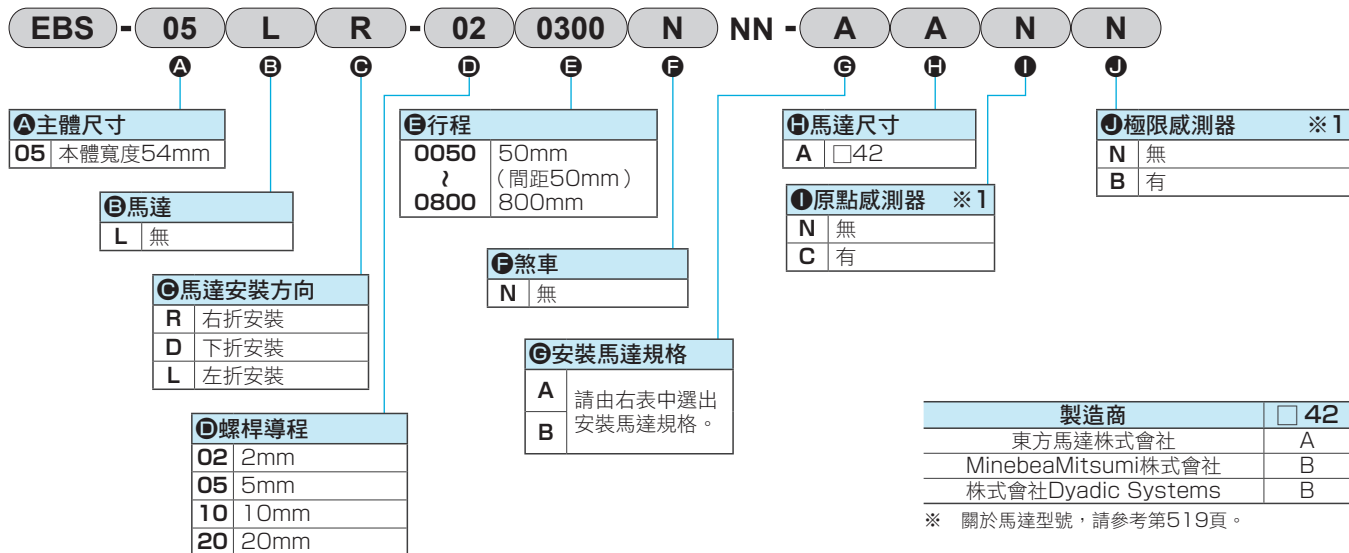 EBS - 05 L R - 02 0300 N NN - A A N N
A B C D E F G H I J
A主體尺寸
05 本體寬度54mm
B馬達
L 無
C馬達安裝方向
R 右折安裝
D 下折安裝
L 左折安裝
D螺桿導程
02 2mm
05 5mm
10 10mm
20 20mm
E行程
0050 50mm
≀ (間距50mm)
0800 800mm
F煞車
N 無
G安裝馬達規格
A 請由右表中選出
B 安裝馬達規格。
H馬達尺寸
A □42
I原點感測器 ※1
N 無
C 有
J極限感測器 ※1
N 無
B 有
製造商 □ 42
東方馬達株式會社 A
MinebeaMitsumi株式會社 B
株式會社Dyadic Systems B
※ 關於馬達型號，請參考第519頁。